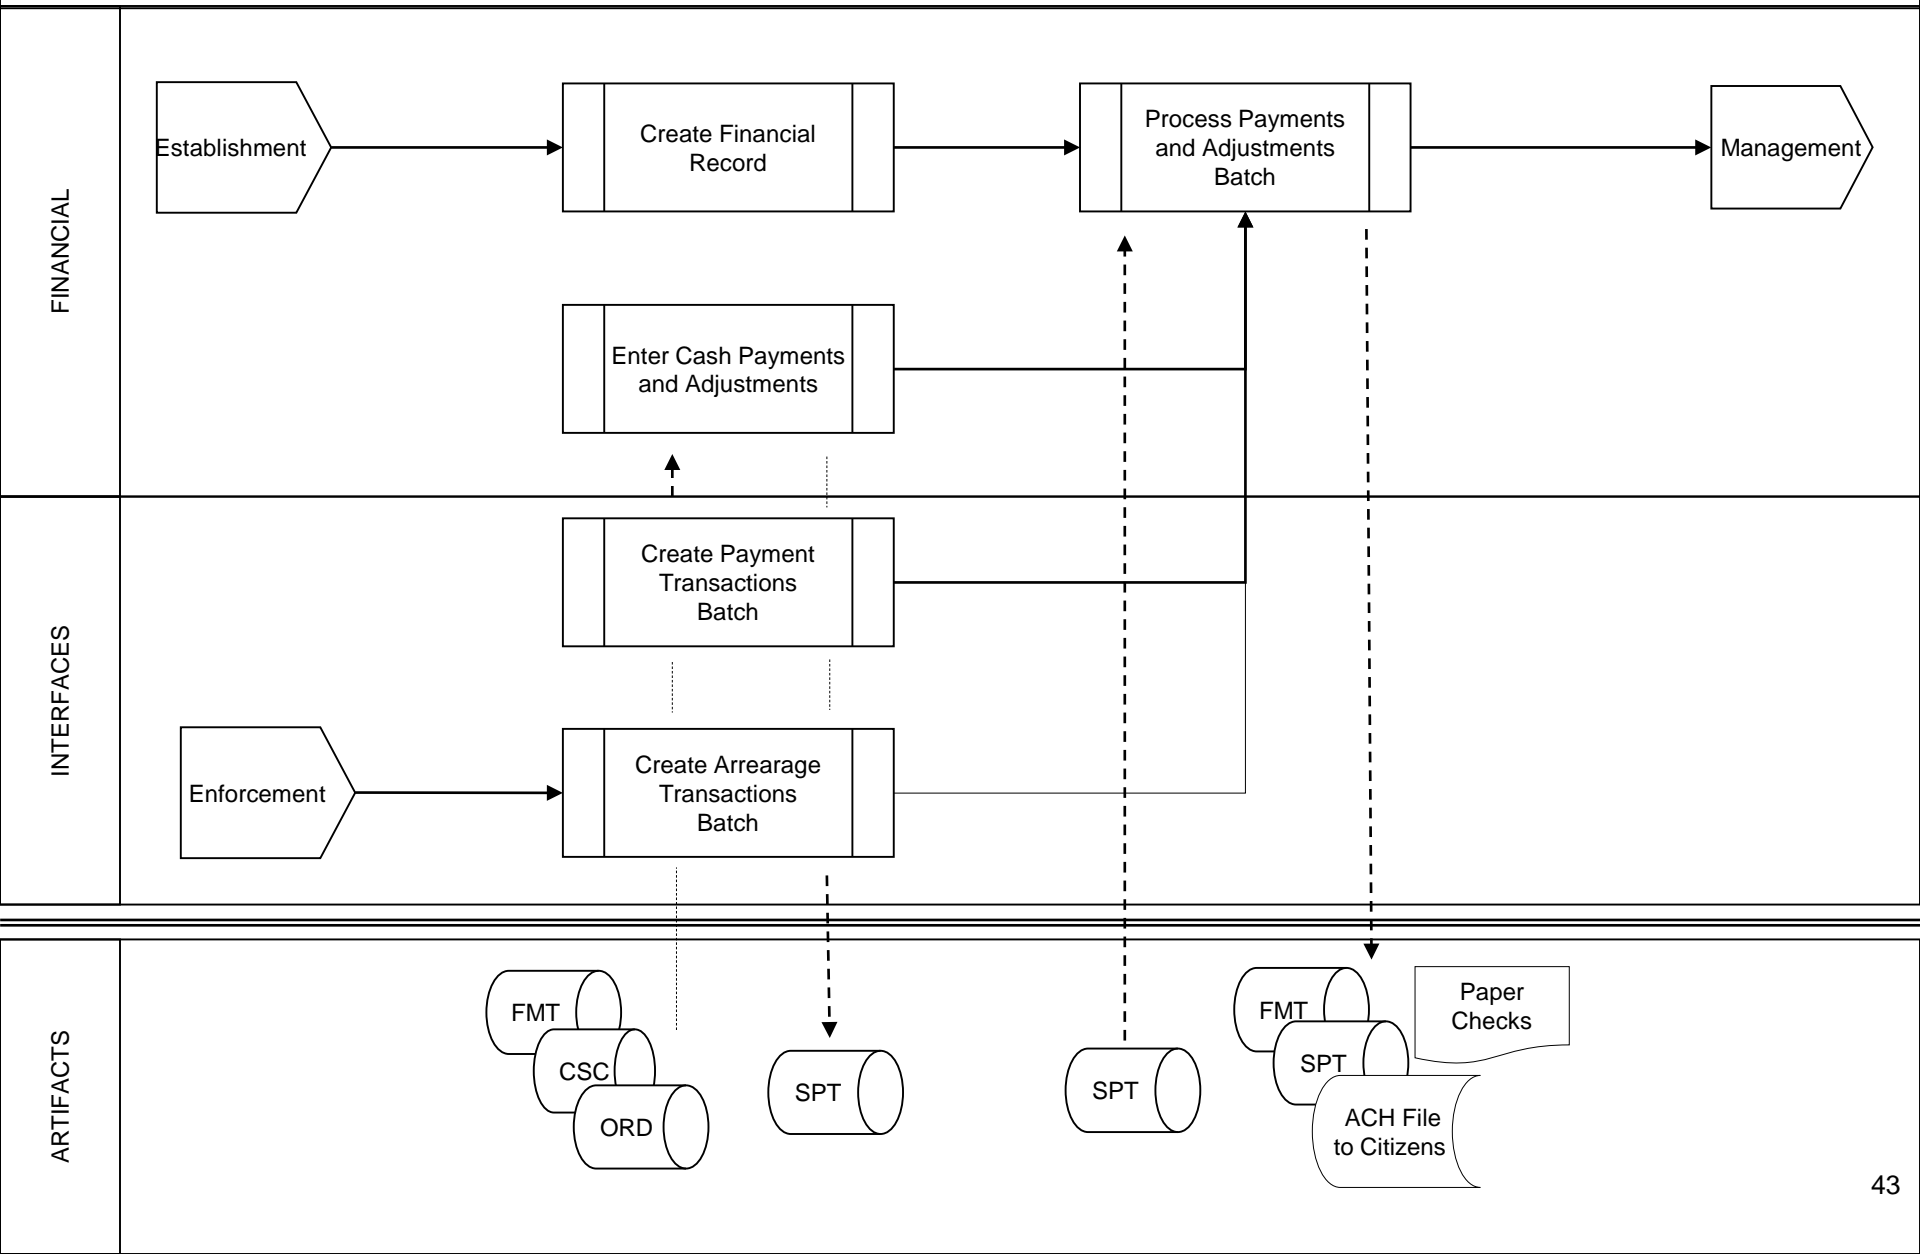 FINANCIAL
Establishment
Create Financial
Record
Process Payments
and Adjustments
Batch
Management
Enter Cash Payments
and Adjustments
INTERFACES
Create Payment
Transactions
Batch
Enforcement
Create Arrearage
Transactions
Batch
ARTIFACTS
FMT
CSC
ORD
SPT
SPT
FMT
SPT
ACH File
to Citizens
Paper
Checks
43